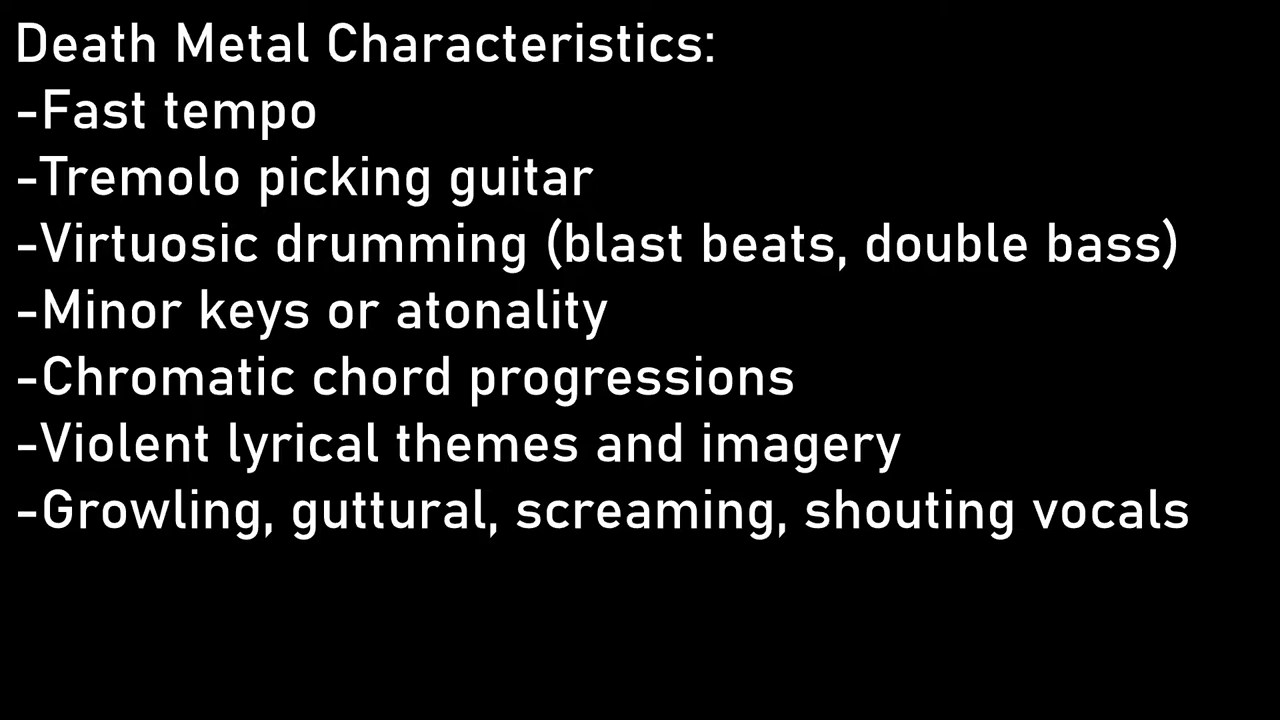 Death Metal Characteristics:
-Fast tempo
-Tremolo picking guitar
-Virtuosic drumming (blast beats, double bass)
-Minor keys or atonality
-Chromatic chord progressions
-Violent lyrical themes and imagery
-Growling, guttural, screaming, shouting vocals